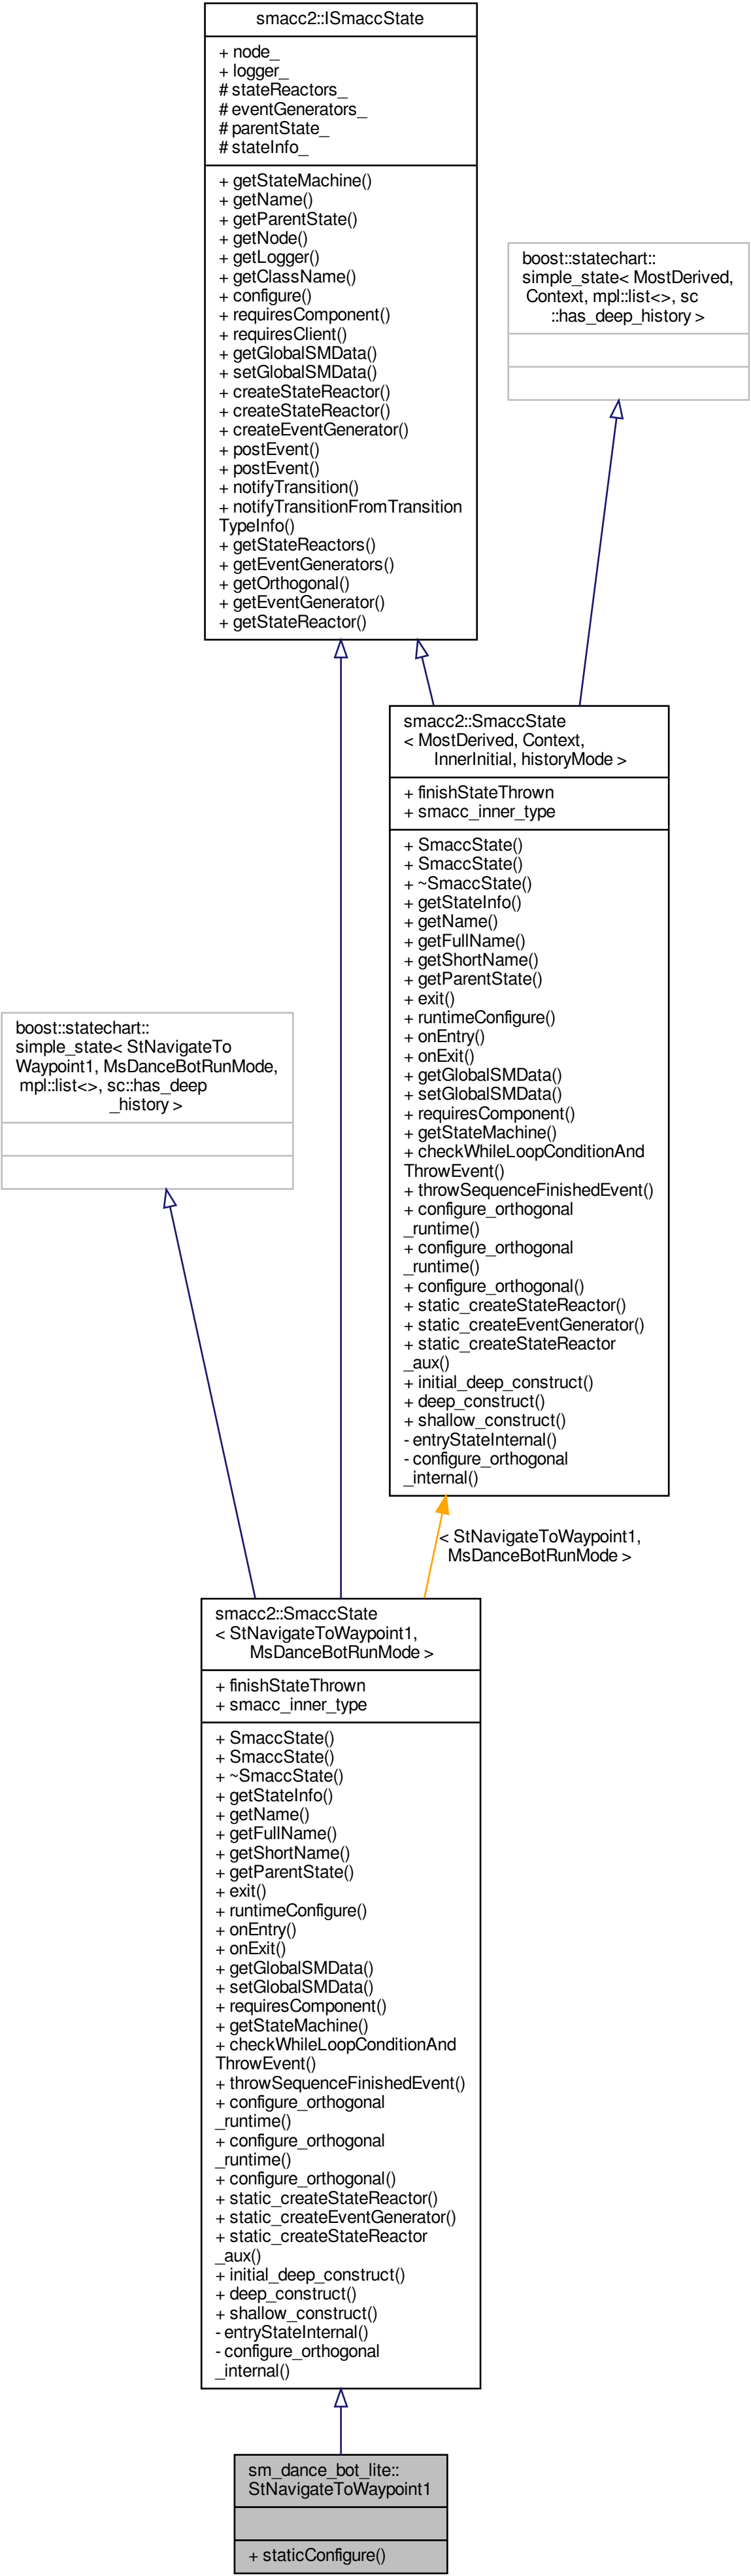 smacc2::ISmaccState
+ node_
+ logger_
# stateReactors_
# eventGenerators_
# parentState_
# stateInfo_
+ getStateMachine()
+ getName()
+ getParentState()
+ getNode()
+ getLogger()
+ getClassName()
+ configure()
+ requiresComponent()
+ requiresClient()
+ getGlobalSMData()
+ setGlobalSMData()
+ createStateReactor()
+ createStateReactor()
+ createEventGenerator()
+ postEvent()
+ postEvent()
+ notifyTransition()
+ notifyTransitionFromTransition
TypeInfo()
+ getStateReactors()
+ getEventGenerators()
+ getOrthogonal()
+ getEventGenerator()
+ getStateReactor()
boost::statechart::
simple_state< MostDerived,
Context, mpl::list<>, sc
::has_deep_history >
smacc2::SmaccState
< MostDerived, Context,
InnerInitial, historyMode >
+ finishStateThrown
+ smacc_inner_type
+ SmaccState()
+ SmaccState()
+ ~SmaccState()
+ getStateInfo()
+ getName()
+ getFullName()
+ getShortName()
+ getParentState()
+ exit()
+ runtimeConfigure()
+ onEntry()
+ onExit()
+ getGlobalSMData()
+ setGlobalSMData()
+ requiresComponent()
+ getStateMachine()
+ checkWhileLoopConditionAnd
ThrowEvent()
+ throwSequenceFinishedEvent()
+ configure_orthogonal
_runtime()
+ configure_orthogonal
_runtime()
+ configure_orthogonal()
+ static_createStateReactor()
+ static_createEventGenerator()
+ static_createStateReactor
_aux()
+ initial_deep_construct()
+ deep_construct()
+ shallow_construct()
- entryStateInternal()
- configure_orthogonal
_internal()
boost::statechart::
simple_state< StNavigateTo
Waypoint1, MsDanceBotRunMode,
mpl::list<>, sc::has_deep
_history >
< StNavigateToWaypoint1,
MsDanceBotRunMode >
smacc2::SmaccState
< StNavigateToWaypoint1,
MsDanceBotRunMode >
+ finishStateThrown
+ smacc_inner_type
+ SmaccState()
+ SmaccState()
+ ~SmaccState()
+ getStateInfo()
+ getName()
+ getFullName()
+ getShortName()
+ getParentState()
+ exit()
+ runtimeConfigure()
+ onEntry()
+ onExit()
+ getGlobalSMData()
+ setGlobalSMData()
+ requiresComponent()
+ getStateMachine()
+ checkWhileLoopConditionAnd
ThrowEvent()
+ throwSequenceFinishedEvent()
+ configure_orthogonal
_runtime()
+ configure_orthogonal
_runtime()
+ configure_orthogonal()
+ static_createStateReactor()
+ static_createEventGenerator()
+ static_createStateReactor
_aux()
+ initial_deep_construct()
+ deep_construct()
+ shallow_construct()
- entryStateInternal()
- configure_orthogonal
_internal()
sm_dance_bot_lite::
StNavigateToWaypoint1
+ staticConfigure()